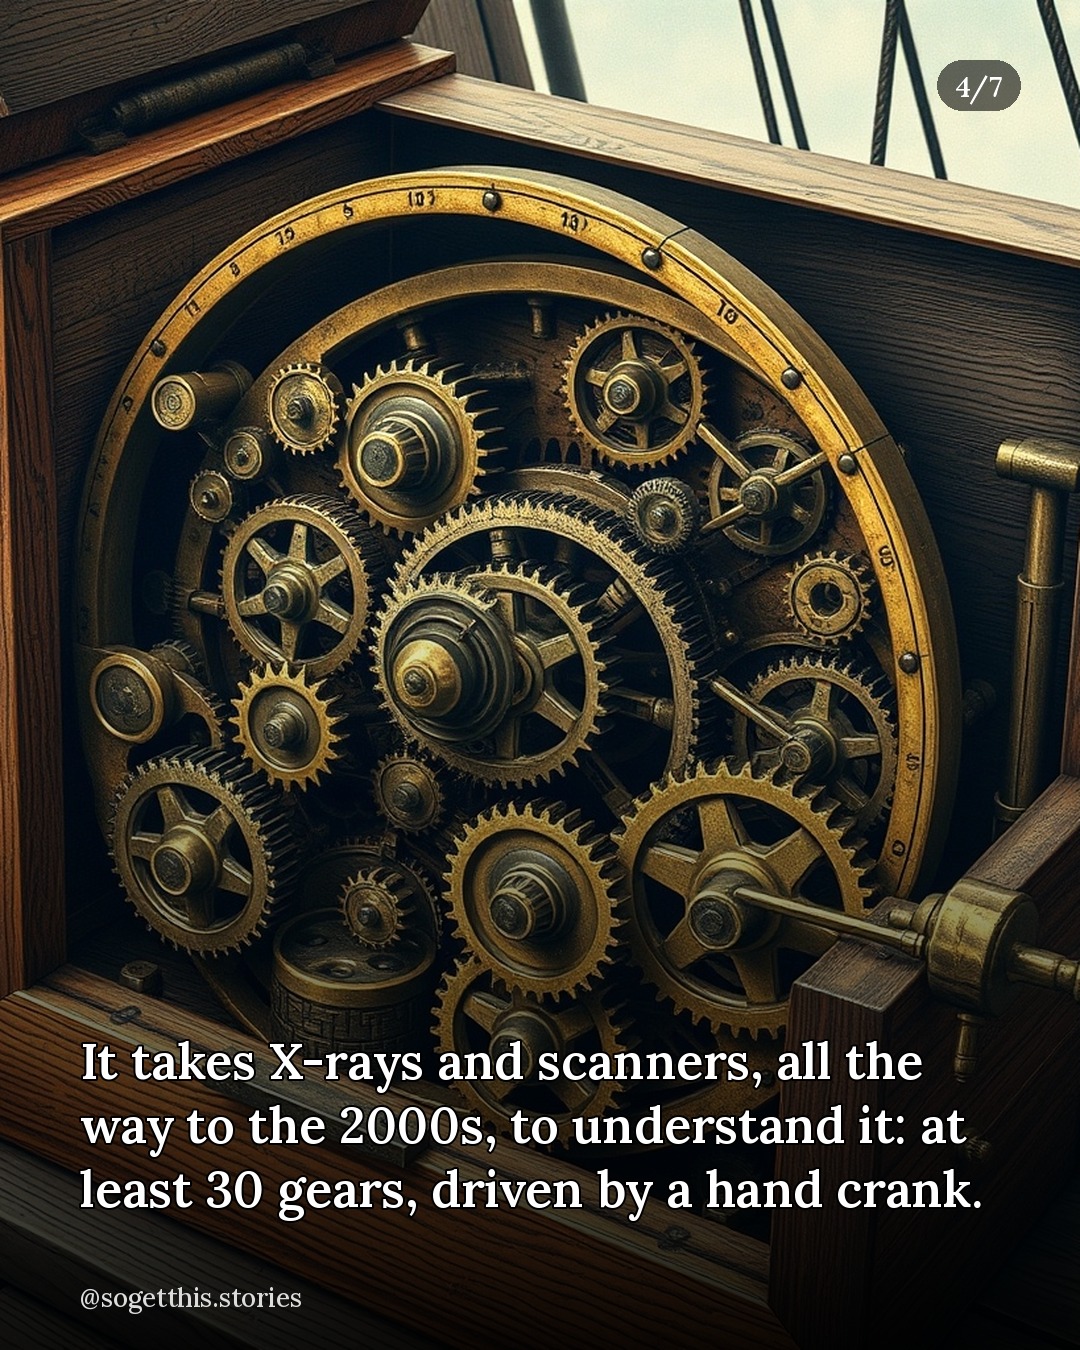 4/7
It takes X-rays and scanners, all the
way to the 2000s, to understand it: at
least 30 gears, driven by a hand crank.
@sogetthis.stories